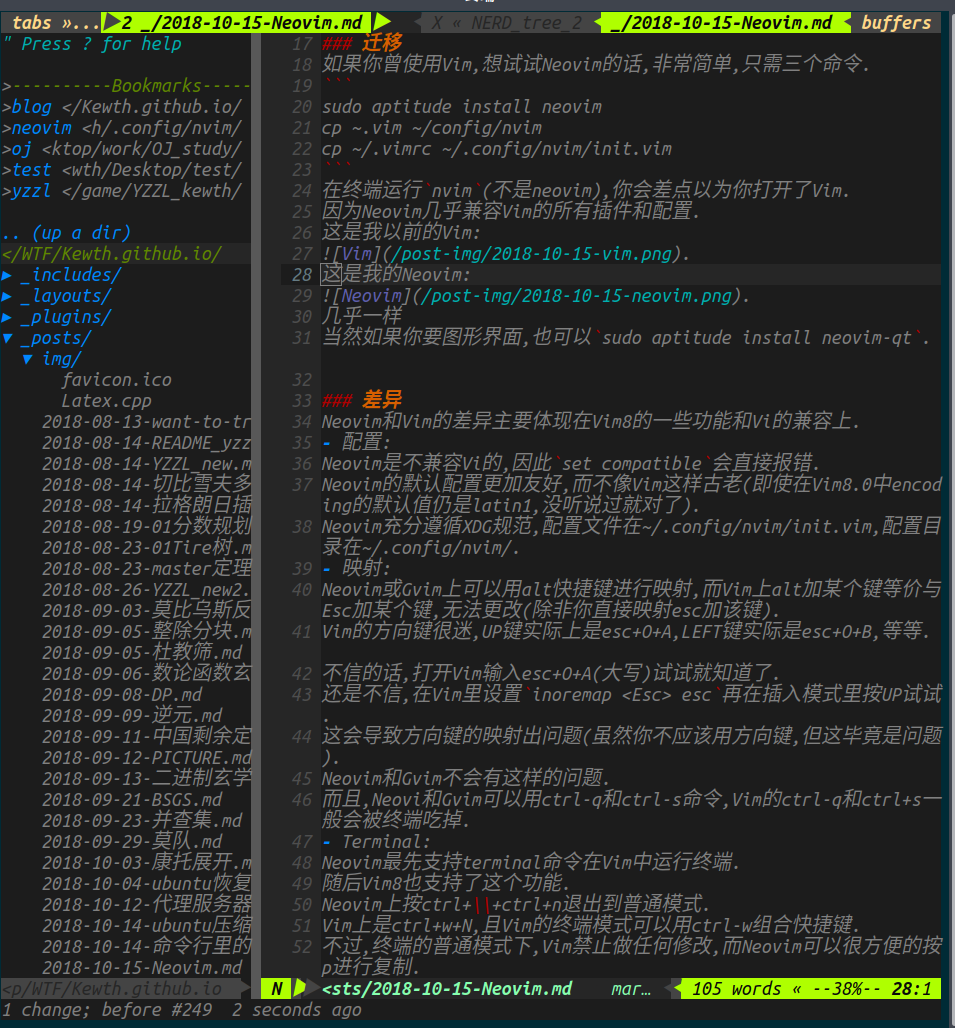 tabs »... 2 _/2018-10-15-Neovim.md X « NERD_tree_2 _/2018-10-15-Neovim.md buffers
" Press ? for help
>----------Bookmarks-----
>blog </Kewth.github.io/
>neovim <h/.config/nvim/
>oj <ktop/work/OJ_study/
>test <wth/Desktop/test/
>yzzl </game/YZZL_kewth/
.. (up a dir)
</WTF/Kewth.github.io/
▶ _includes/
▶ _layouts/
▶ _plugins/
▼ _posts/
▼ img/
favicon.ico
Latex.cpp
2018-08-13-want-to-tr
2018-08-14-README_yzz
2018-08-14-YZZL_new.m
2018-08-14-切比雪夫多
2018-08-14-拉格朗日插
2018-08-19-01分数规划
2018-08-23-01Tire树.m
2018-08-23-master定理
2018-08-26-YZZL_new2.
2018-09-03-莫比乌斯反
2018-09-05-整除分块.m
2018-09-05-杜教筛.md
2018-09-06-数论函数玄
2018-09-08-DP.md
2018-09-09-逆元.md
2018-09-11-中国剩余定
2018-09-12-PICTURE.md
2018-09-13-二进制玄学
2018-09-21-BSGS.md
2018-09-23-并查集.md
2018-09-29-莫队.md
2018-10-03-康托展开.m
2018-10-04-ubuntu恢复
2018-10-12-代理服务器
2018-10-14-ubuntu压缩
2018-10-14-命令行里的
2018-10-15-Neovim.md
17 ### 迁移
18 如果你曾使用Vim,想试试Neovim的话,非常简单,只需三个命令.
19 ```
20 sudo aptitude install neovim
21 cp ~.vim ~/config/nvim
22 cp ~/.vimrc ~/.config/nvim/init.vim
23 ```
24 在终端运行`nvim`(不是neovim),你会差点以为你打开了Vim.
25 因为Neovim几乎兼容Vim的所有插件和配置.
26 这是我以前的Vim:
27 ![Vim](/post-img/2018-10-15-vim.png).
28 这是我的Neovim:
29 ![Neovim](/post-img/2018-10-15-neovim.png).
30 几乎一样
31 当然如果你要图形界面,也可以`sudo aptitude install neovim-qt`.
32
33 ### 差异
34 Neovim和Vim的差异主要体现在Vim8的一些功能和Vi的兼容上.
35 - 配置:
36 Neovim是不兼容Vi的,因此`set compatible`会直接报错.
37 Neovim的默认配置更加友好,而不像Vim这样古老(即使在Vim8.0中encod
ing的默认值仍是latin1,没听说过就对了).
38 Neovim充分遵循XDG规范,配置文件在~/.config/nvim/init.vim,配置目
录在~/.config/nvim/.
39 - 映射:
40 Neovim或Gvim上可以用alt快捷键进行映射,而Vim上alt加某个键等价与
Esc加某个键,无法更改(除非你直接映射esc加该键).
41 Vim的方向键很迷,UP键实际上是esc+O+A,LEFT键实际是esc+O+B,等等.
42 不信的话,打开Vim输入esc+O+A(大写)试试就知道了.
43 还是不信,在Vim里设置`inoremap <Esc> esc`再在插入模式里按UP试试
.
44 这会导致方向键的映射出问题(虽然你不应该用方向键,但这毕竟是问题
).
45 Neovim和Gvim不会有这样的问题.
46 而且,Neovi和Gvim可以用ctrl-q和ctrl-s命令,Vim的ctrl-q和ctrl+s一
般会被终端吃掉.
47 - Terminal:
48 Neovim最先支持terminal命令在Vim中运行终端.
49 随后Vim8也支持了这个功能.
50 Neovim上按ctrl+\\+ctrl+n退出到普通模式.
51 Vim上是ctrl+w+N,且Vim的终端模式可以用ctrl-w组合快捷键.
52 不过,终端的普通模式下,Vim禁止做任何修改,而Neovim可以很方便的按
p进行复制.
<p/WTF/Kewth.github.io N <sts/2018-10-15-Neovim.md mar… 105 words « --38%-- 28:1
1 change; before #249 2 seconds ago